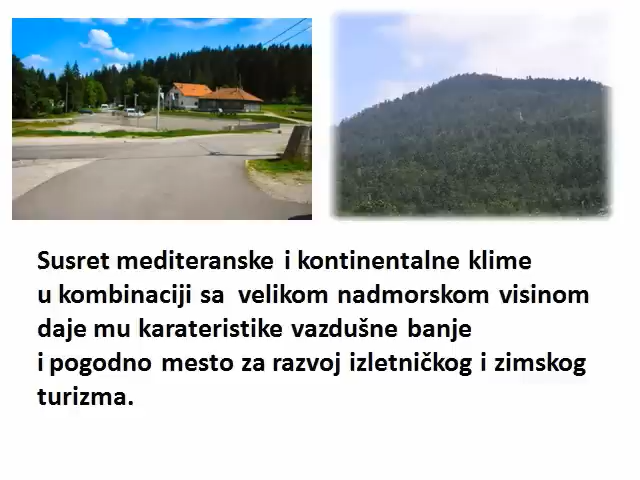 Susret mediteranske i kontinentalne klime
u kombinaciji sa velikom nadmorskom visinom
daje mu karateristike vazdušne banje
i pogodno mesto za razvoj izletničkog i zimskog
turizma.